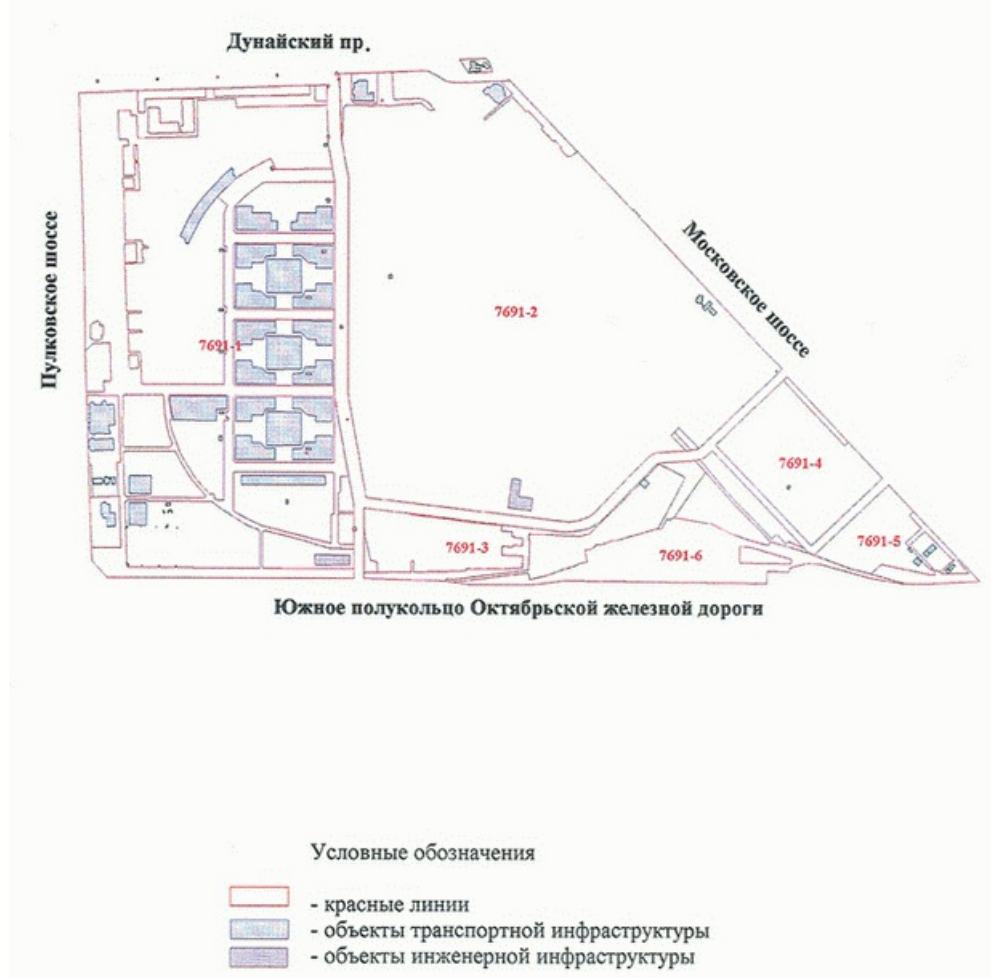 Дунайский пр.
Пулковское шоссе
Московское шоссе
7691-2
7691-1
7691-4
7691-5
7691-3
7691-6
Южное полукольцо Октябрьской железной дороги
Условные обозначения
- красные линии
- объекты транспортной инфраструктуры
- объекты инженерной инфраструктуры